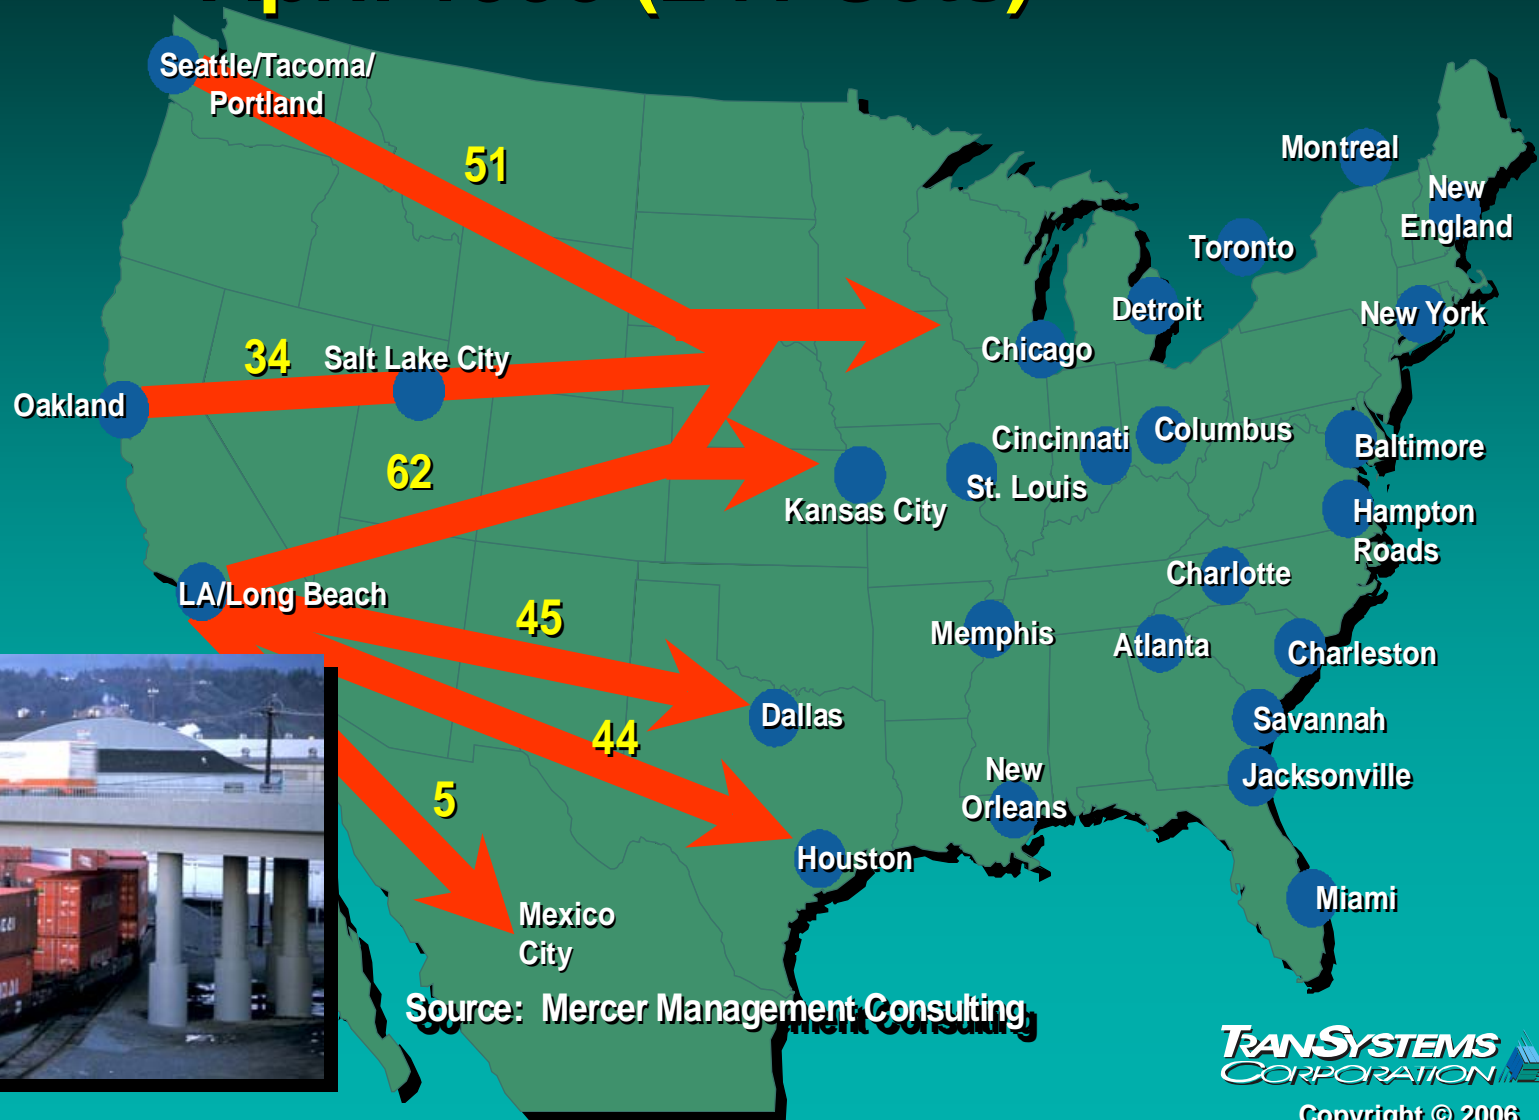 Seattle/Tacoma/
Portland
51
Montreal
New
England
Toronto
Detroit
New York
34
Salt Lake City
Chicago
Oakland
62
Cincinnati
Columbus
Baltimore
St. Louis
Kansas City
Hampton
Roads
LA/Long Beach
45
Charlotte
Memphis
Atlanta
Charleston
Dallas
44
Savannah
5
New
Orleans
Jacksonville
Houston
Miami
Mexico
City
Source: Mercer Management Consulting
TRANSYSTEMS
CORPORATION
Copyright © 2006